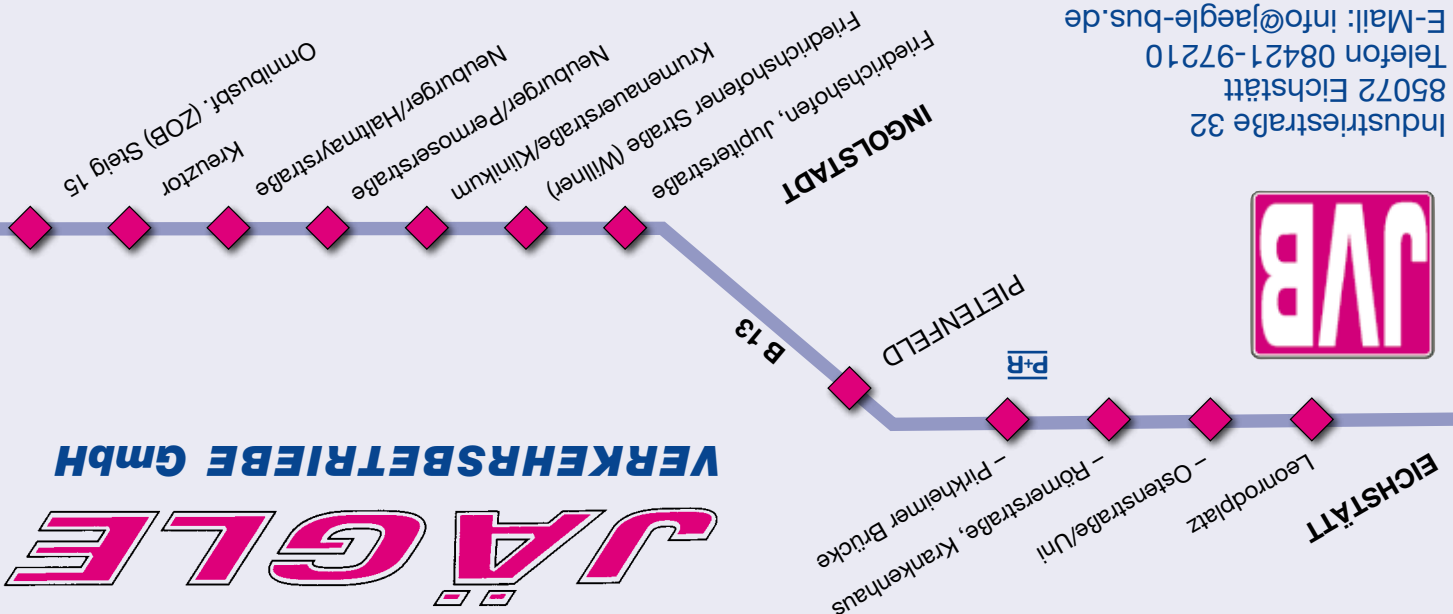 JÄGLE
VERKEHRSBETRIEBE GmbH
EICHSTÄTT
Leonrodplatz
– Ostenstraße/Uni
– Römerstraße, Krankenhaus
– Pirkheimer Brücke
P+R
PIETENFELD
B 13
INGOLSTADT
Friedrichshofen, Jupiterstraße
Friedrichshofener Straße (Willner)
Krumenauerstraße/Klinikum
Neuburger/Permoserstraße
Neuburger/Haltmayrstraße
Kreuztor
Omnibusbf. (ZOB) Steig 15
JVB
Industriestraße 32
85072 Eichstätt
Telefon 08421-97210
E-Mail: info@jaegle-bus.de